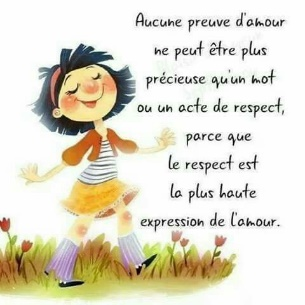 Aucune preuve d'amour
ne peut être plus
précieuse qu'un mot
ou un acte de respect,
parce que
le respect est
la plus haute
expression de l'amour.